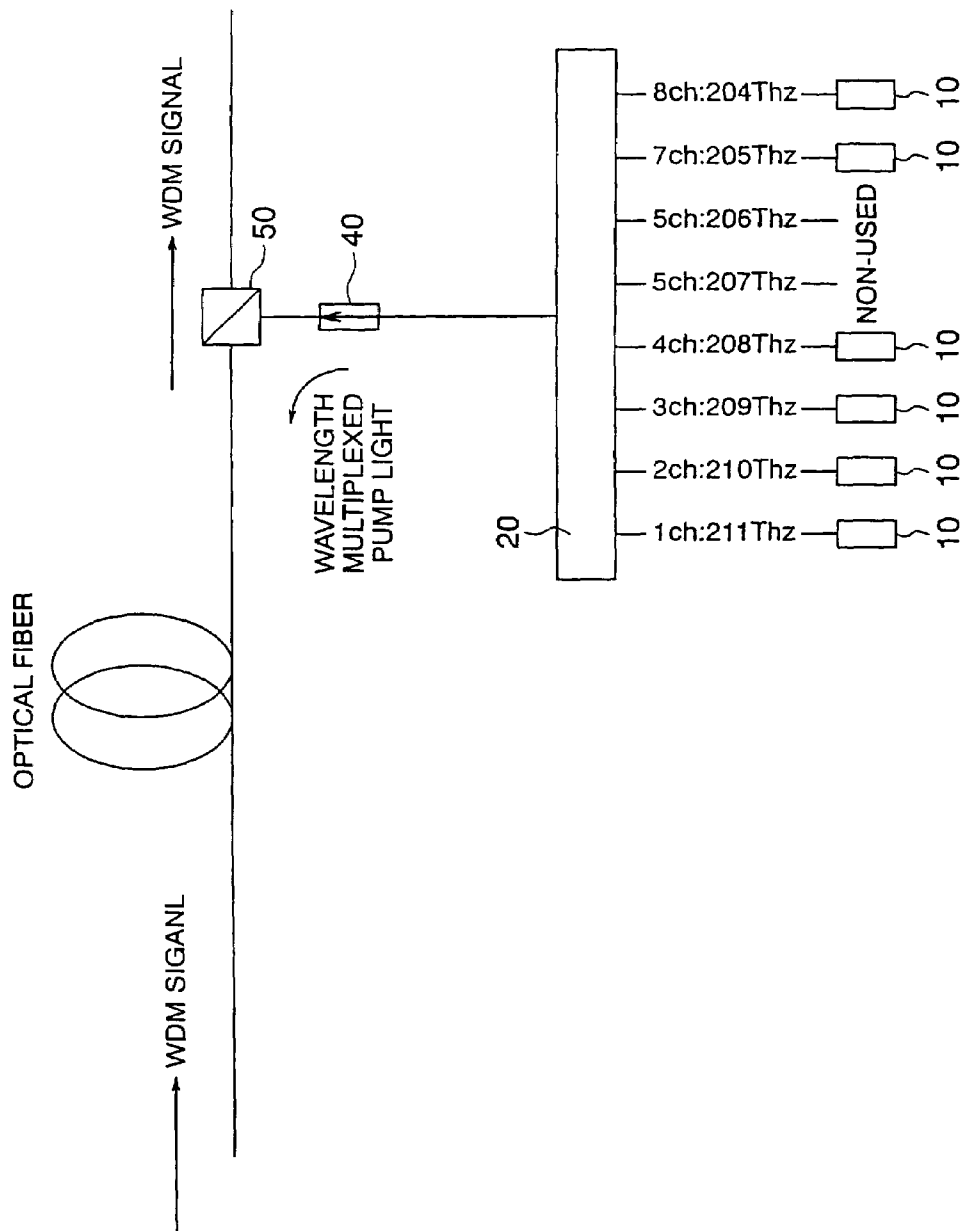 OPTICAL FIBER
WDM SIGANL
WDM SIGNAL
50
40
WAVELENGTH
MULTIPLEXED
PUMP LIGHT
20
1ch:211Thz
2ch:210Thz
3ch:209Thz
4ch:208Thz
5ch:207Thz
5ch:206Thz
7ch:205Thz
8ch:204Thz
NON-USED
10
10
10
10
10
10